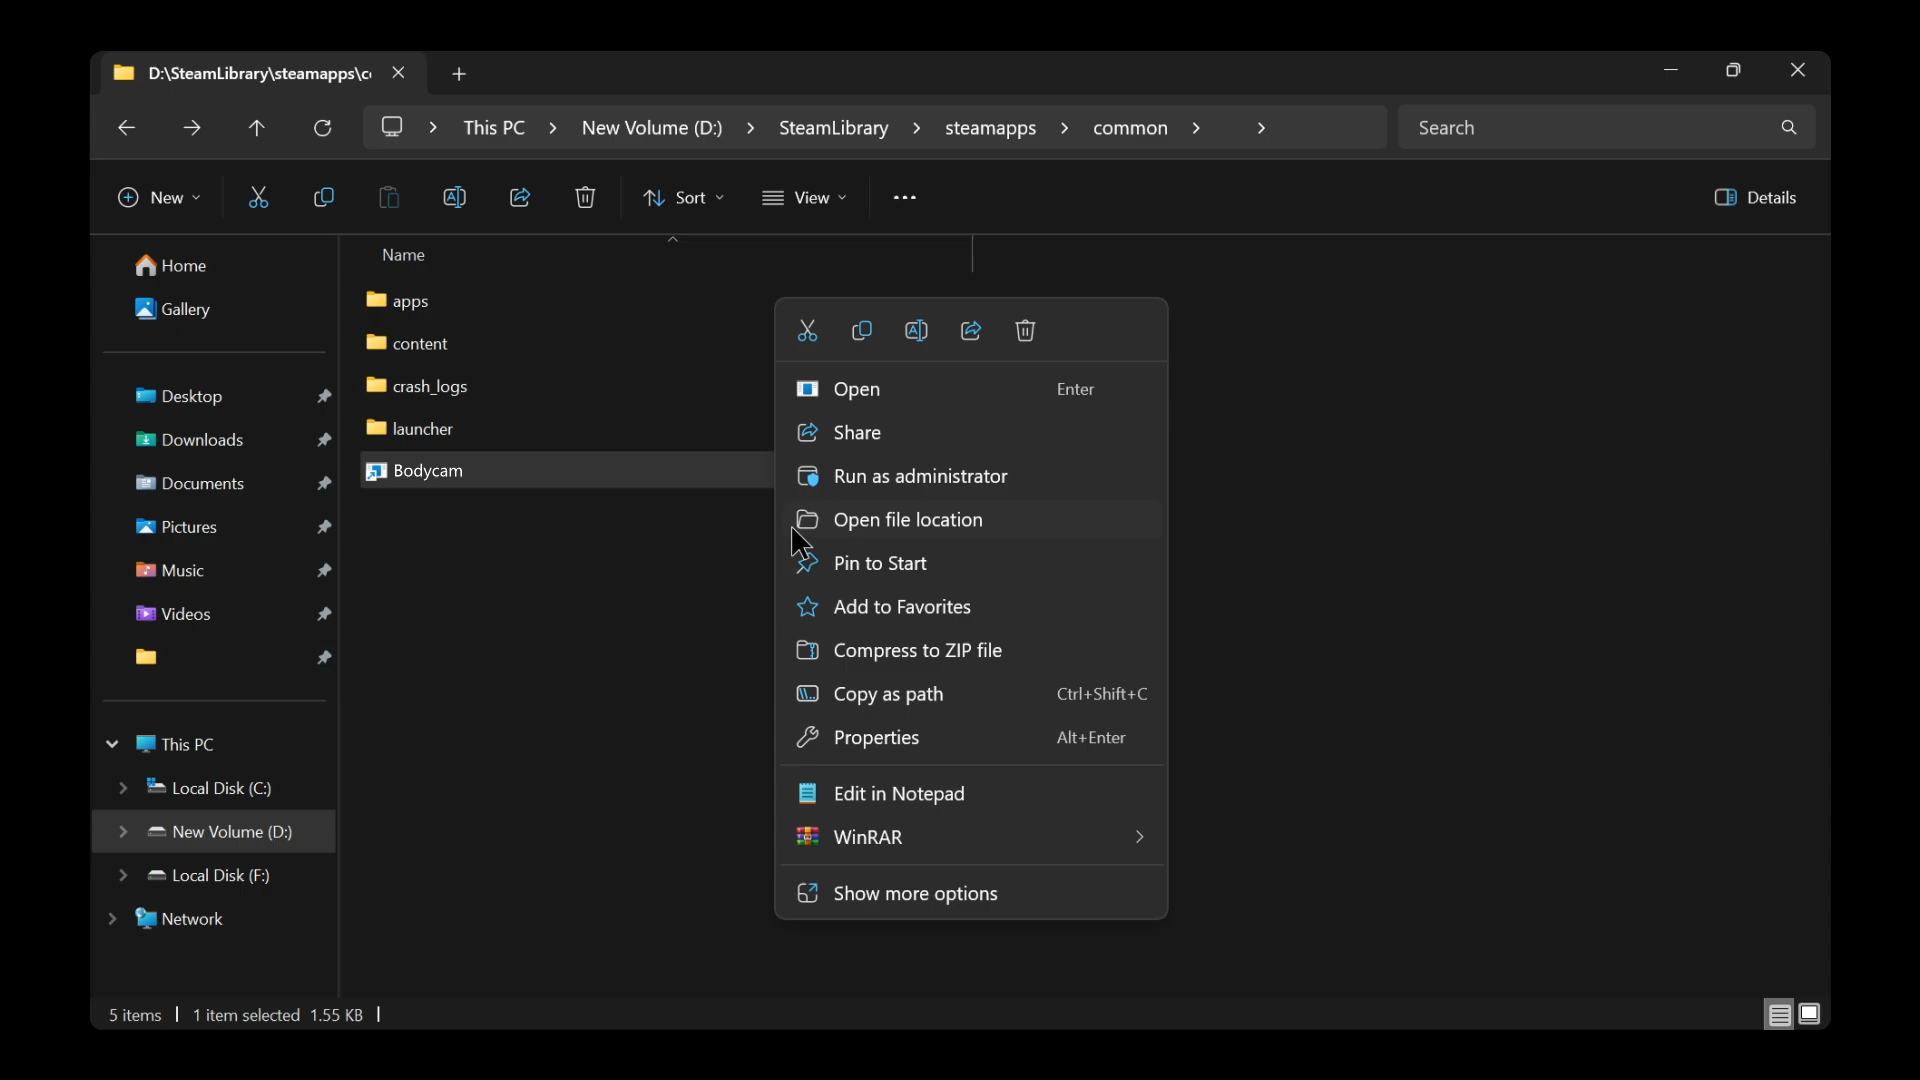 D:\SteamLibrary\steamapps\c
This PC > New Volume (D:) > SteamLibrary > steamapps > common > >
Search
New
Sort
View
Details
Home
Gallery
Desktop
Downloads
Documents
Pictures
Music
Videos
This PC
Local Disk (C:)
New Volume (D:)
Local Disk (F:)
Network
Name
apps
content
crash_logs
launcher
Bodycam
Open Enter
Share
Run as administrator
Open file location
Pin to Start
Add to Favorites
Compress to ZIP file
Copy as path Ctrl+Shift+C
Properties Alt+Enter
Edit in Notepad
WinRAR
Show more options
5 items | 1 item selected 1.55 KB |